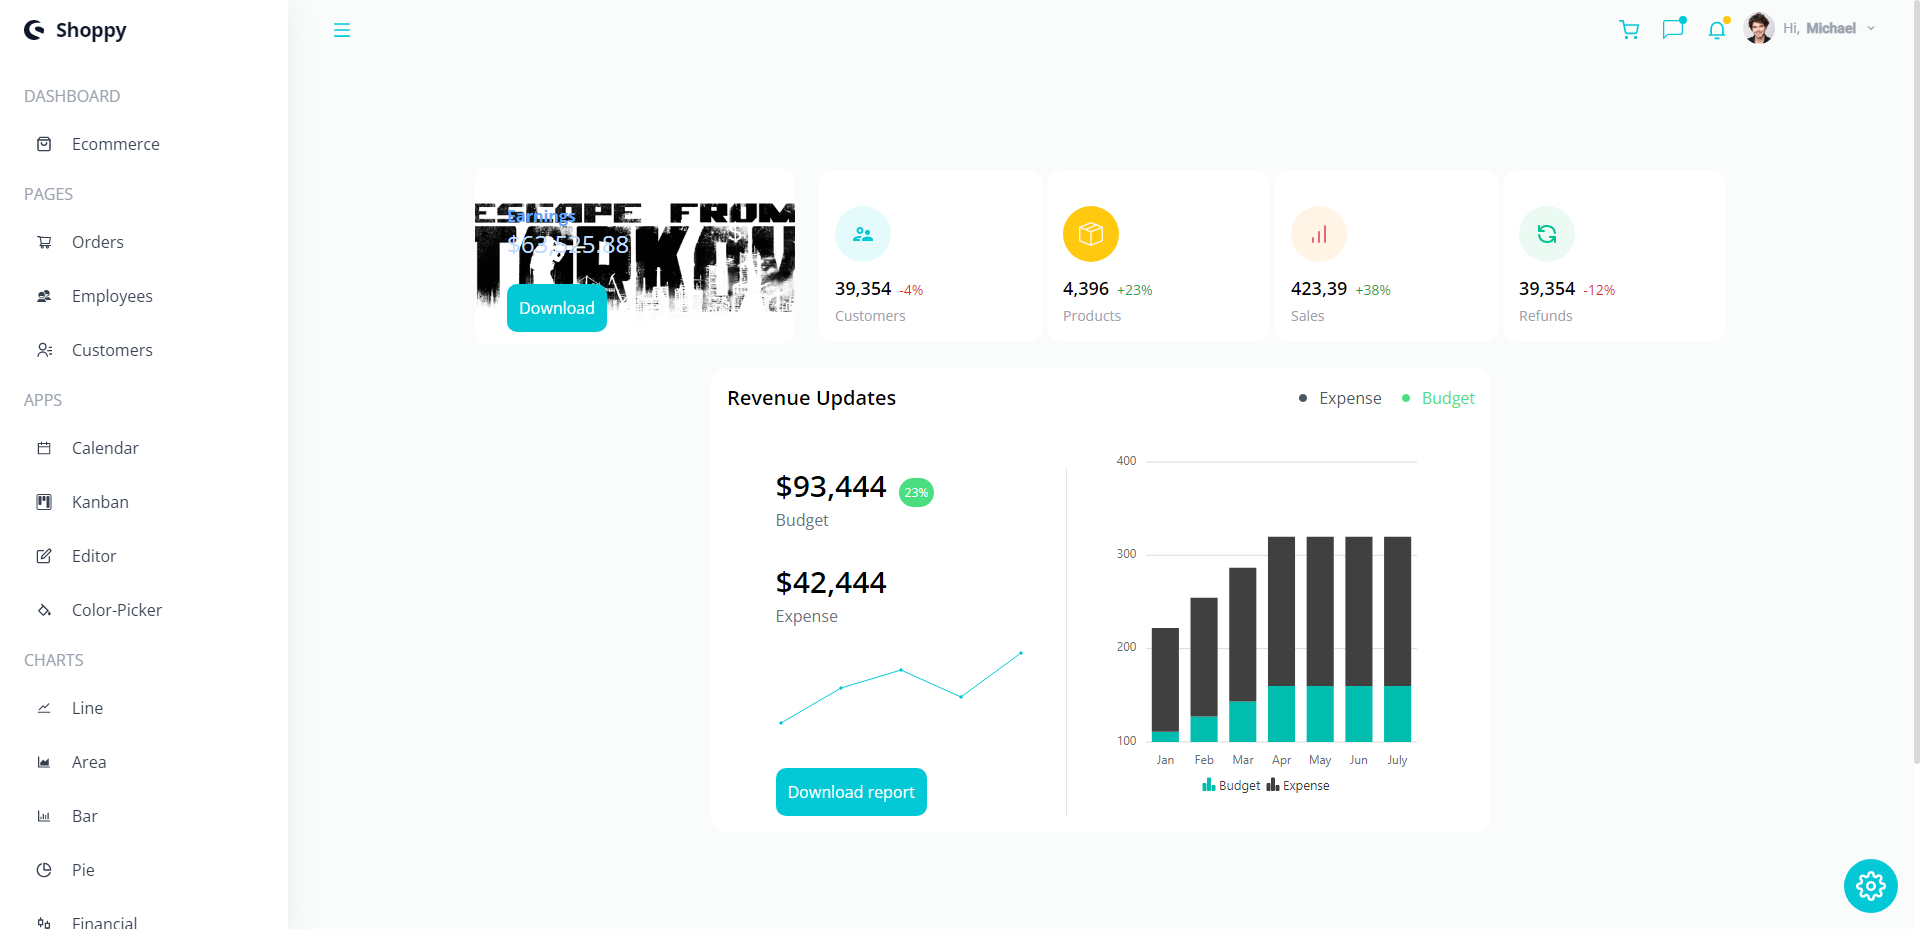 Shoppy
Hi, Michael
DASHBOARD
Ecommerce
PAGES
Orders
Employees
Customers
APPS
Calendar
Kanban
Editor
Color-Picker
CHARTS
Line
Area
Bar
Pie
Financial
ESCAPE FROM
TARKOV
Earnings
$63,525.88
Download
39,354 -4%
Customers
4,396 +23%
Products
423,39 +38%
Sales
39,354 -12%
Refunds
Revenue Updates
Expense
Budget
$93,444 23%
Budget
$42,444
Expense
Download report
400
300
200
100
Jan Feb Mar Apr May Jun July
Budget Expense